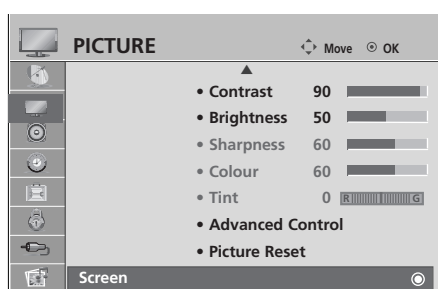 PICTURE Move OK
• Contrast 90
• Brightness 50
• Sharpness 60
• Colour 60
• Tint 0 R G
• Advanced Control
• Picture Reset
Screen